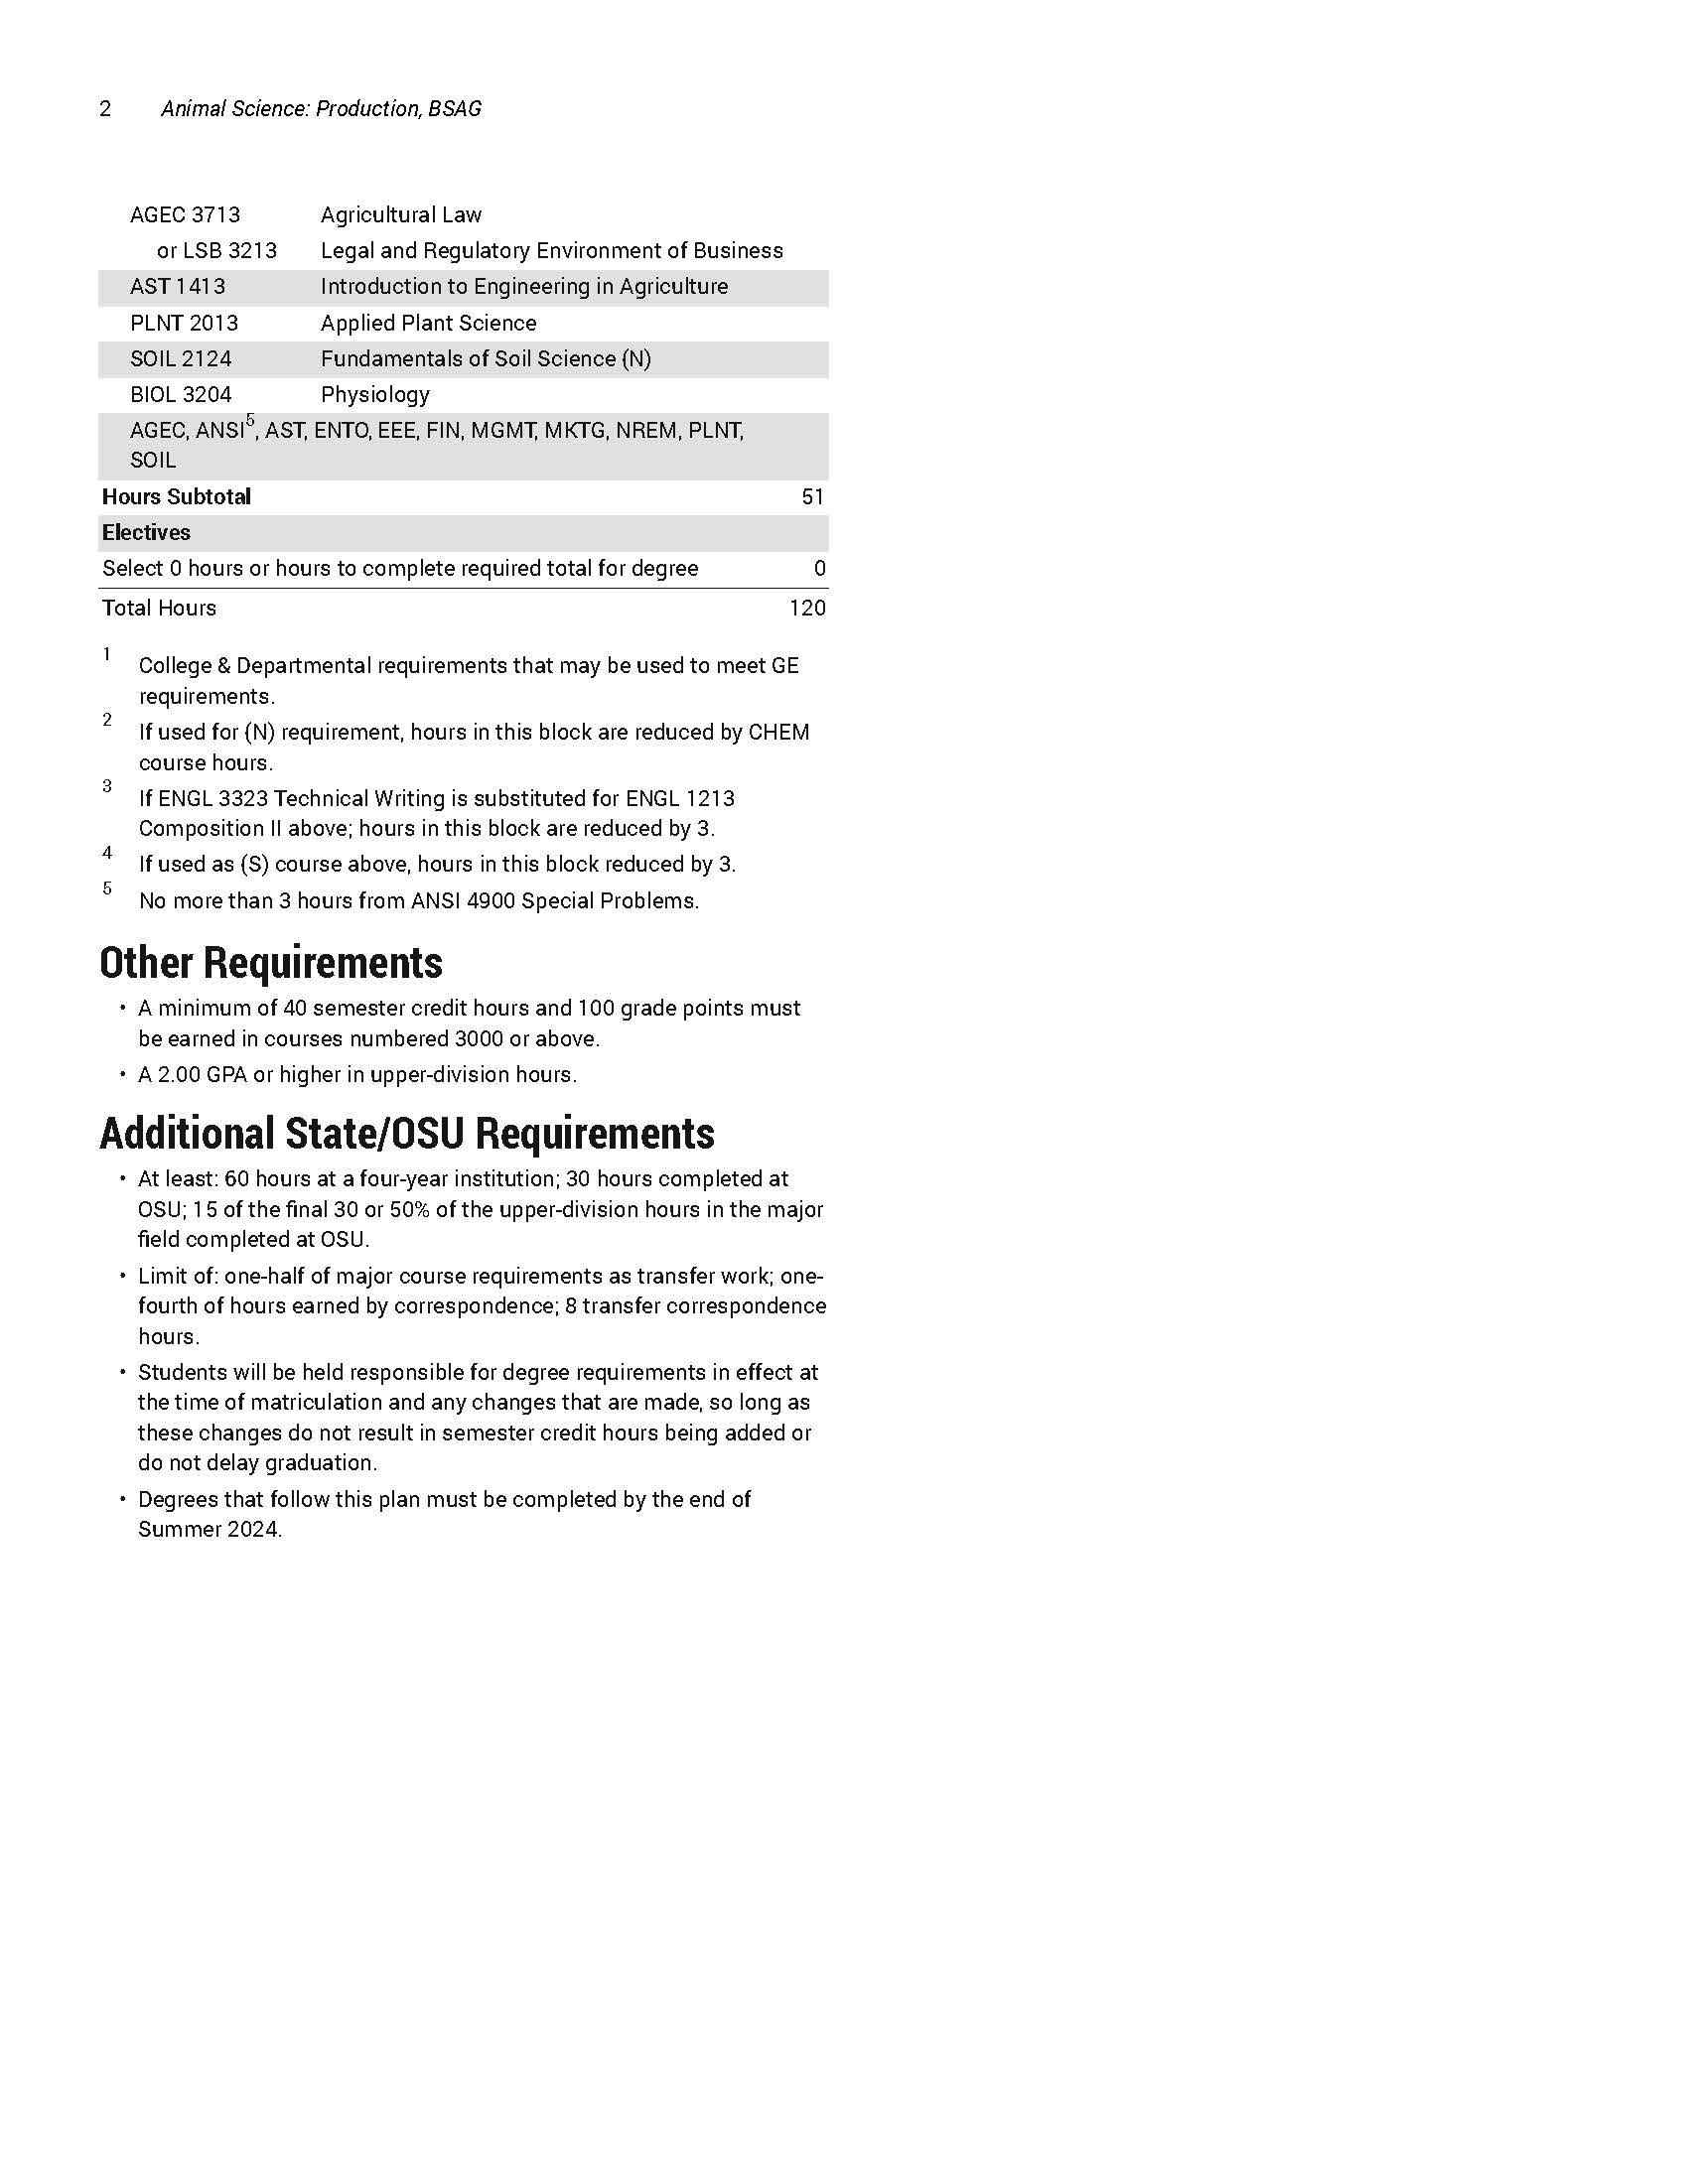 2 Animal Science: Production, BSAG
AGEC 3713 Agricultural Law
or LSB 3213 Legal and Regulatory Environment of Business
AST 1413 Introduction to Engineering in Agriculture
PLNT 2013 Applied Plant Science
SOIL 2124 Fundamentals of Soil Science (N)
BIOL 3204 Physiology
AGEC, ANSI5, AST, ENTO, EEE, FIN, MGMT, MKTG, NREM, PLNT,
SOIL
Hours Subtotal 51
Electives
Select 0 hours or hours to complete required total for degree 0
Total Hours 120
1 College & Departmental requirements that may be used to meet GE
requirements.
2 If used for (N) requirement, hours in this block are reduced by CHEM
course hours.
3 If ENGL 3323 Technical Writing is substituted for ENGL 1213
Composition II above; hours in this block are reduced by 3.
4 If used as (S) course above, hours in this block reduced by 3.
5 No more than 3 hours from ANSI 4900 Special Problems.
Other Requirements
• A minimum of 40 semester credit hours and 100 grade points must
be earned in courses numbered 3000 or above.
• A 2.00 GPA or higher in upper-division hours.
Additional State/OSU Requirements
• At least: 60 hours at a four-year institution; 30 hours completed at
OSU; 15 of the final 30 or 50% of the upper-division hours in the major
field completed at OSU.
• Limit of: one-half of major course requirements as transfer work; one-
fourth of hours earned by correspondence; 8 transfer correspondence
hours.
• Students will be held responsible for degree requirements in effect at
the time of matriculation and any changes that are made, so long as
these changes do not result in semester credit hours being added or
do not delay graduation.
• Degrees that follow this plan must be completed by the end of
Summer 2024.